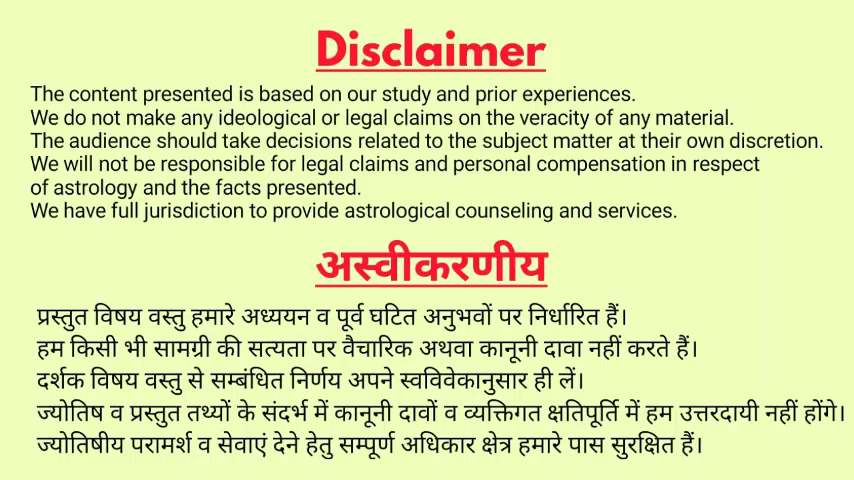 Disclaimer
The content presented is based on our study and prior experiences.
We do not make any ideological or legal claims on the veracity of any material.
The audience should take decisions related to the subject matter at their own discretion.
We will not be responsible for legal claims and personal compensation in respect
of astrology and the facts presented.
We have full jurisdiction to provide astrological counseling and services.
अस्वीकरणीय
प्रस्तुत विषय वस्तु हमारे अध्ययन व पूर्व घटित अनुभवों पर निर्धारित हैं।
हम किसी भी सामग्री की सत्यता पर वैचारिक अथवा कानूनी दावा नहीं करते हैं।
दर्शक विषय वस्तु से सम्बंधित निर्णय अपने स्वविवेकानुसार ही लें।
ज्योतिष व प्रस्तुत तथ्यों के संदर्भ में कानूनी दावों व व्यक्तिगत क्षतिपूर्ति में हम उत्तरदायी नहीं होंगे।
ज्योतिषीय परामर्श व सेवाएं देने हेतु सम्पूर्ण अधिकार क्षेत्र हमारे पास सुरक्षित हैं।